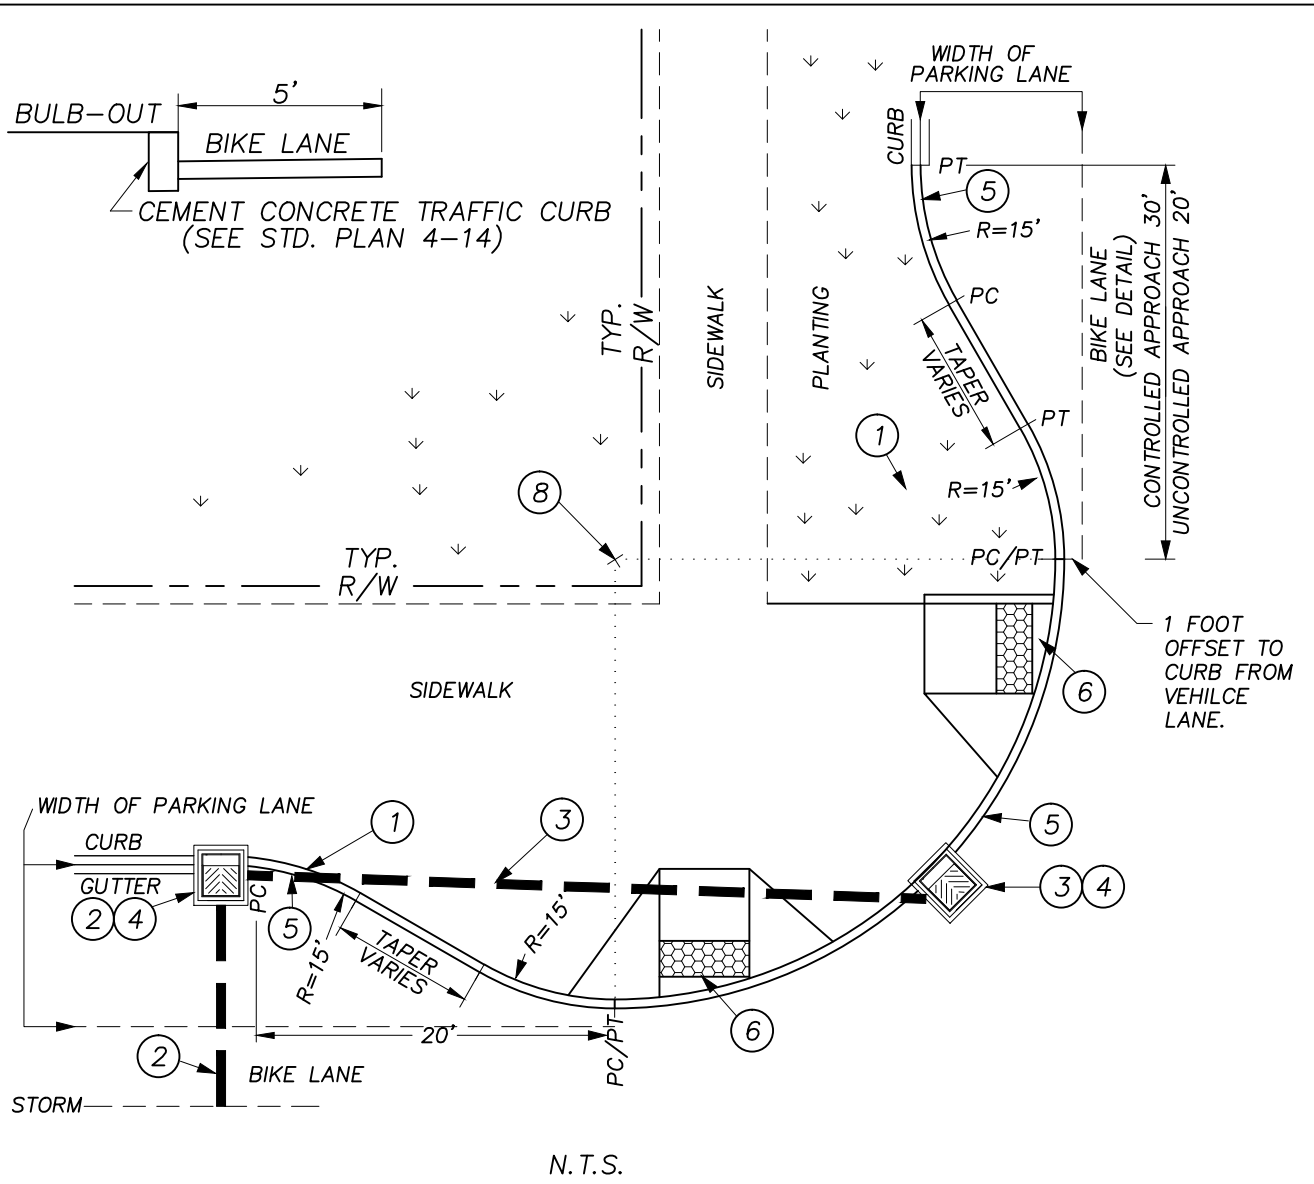 5’
BULB–OUT
BIKE LANE
CEMENT CONCRETE TRAFFIC CURB
(SEE STD. PLAN 4–14)
WIDTH OF
PARKING LANE
CURB
PT
5
R=15’
PC
TAPER
VARIES
PT
BIKE LANE
(SEE DETAIL)
CONTROLLED APPROACH 30’
UNCONTROLLED APPROACH 20’
TYP.
R/W
SIDEWALK
PLANTING
1
R=15’
8
TYP.
R/W
PC/PT
1 FOOT
OFFSET TO
CURB FROM
VEHILCE
LANE.
6
SIDEWALK
WIDTH OF PARKING LANE
CURB
GUTTER
2
4
PC
1
3
5
5
R=15’
TAPER
VARIES
R=15’
3
4
6
20’
PC/PT
2
BIKE LANE
STORM
N.T.S.